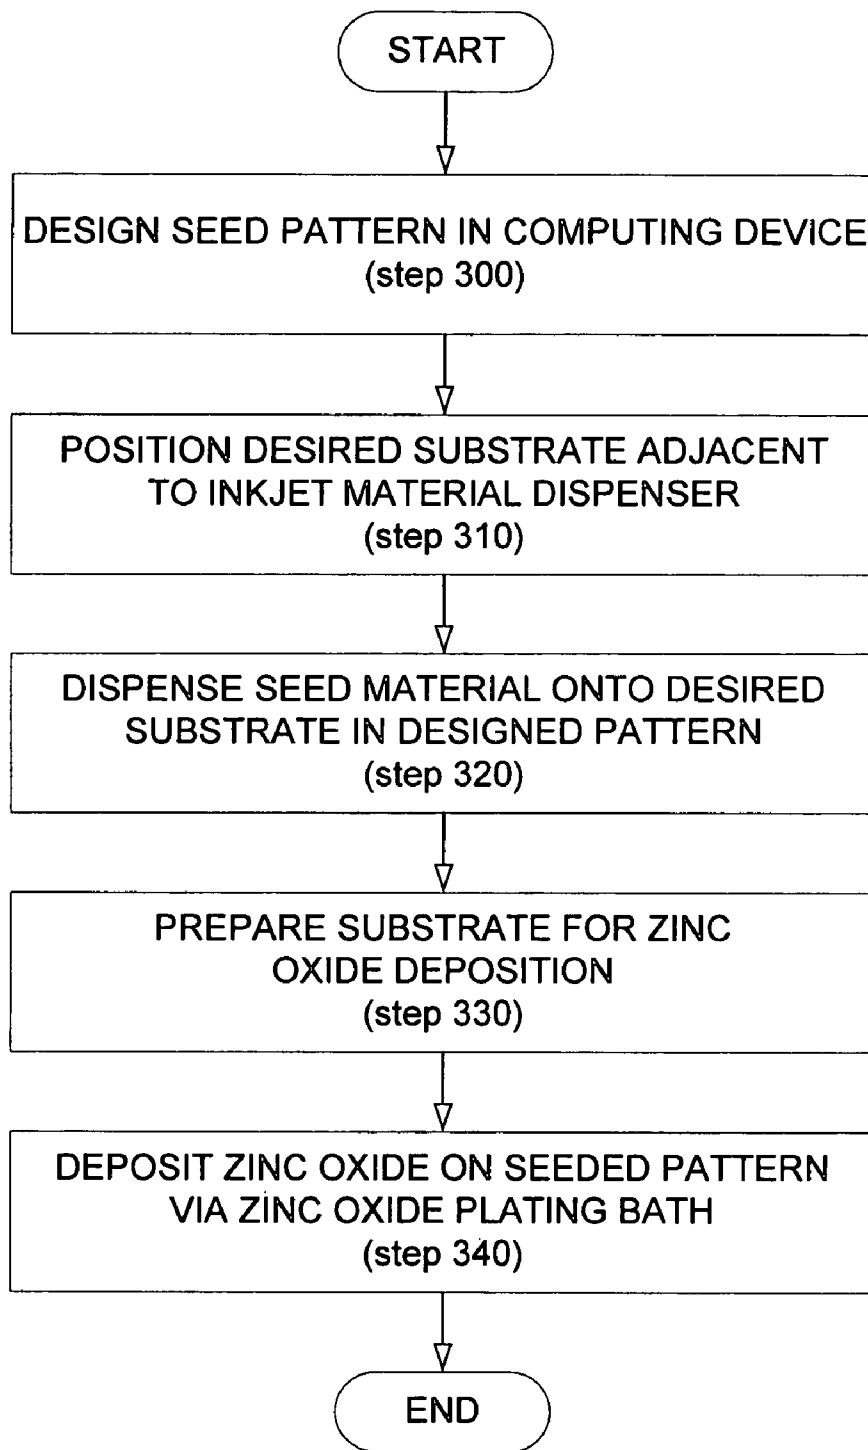 START
DESIGN SEED PATTERN IN COMPUTING DEVICE
(step 300)
POSITION DESIRED SUBSTRATE ADJACENT
TO INKJET MATERIAL DISPENSER
(step 310)
DISPENSE SEED MATERIAL ONTO DESIRED
SUBSTRATE IN DESIGNED PATTERN
(step 320)
PREPARE SUBSTRATE FOR ZINC
OXIDE DEPOSITION
(step 330)
DEPOSIT ZINC OXIDE ON SEEDED PATTERN
VIA ZINC OXIDE PLATING BATH
(step 340)
END